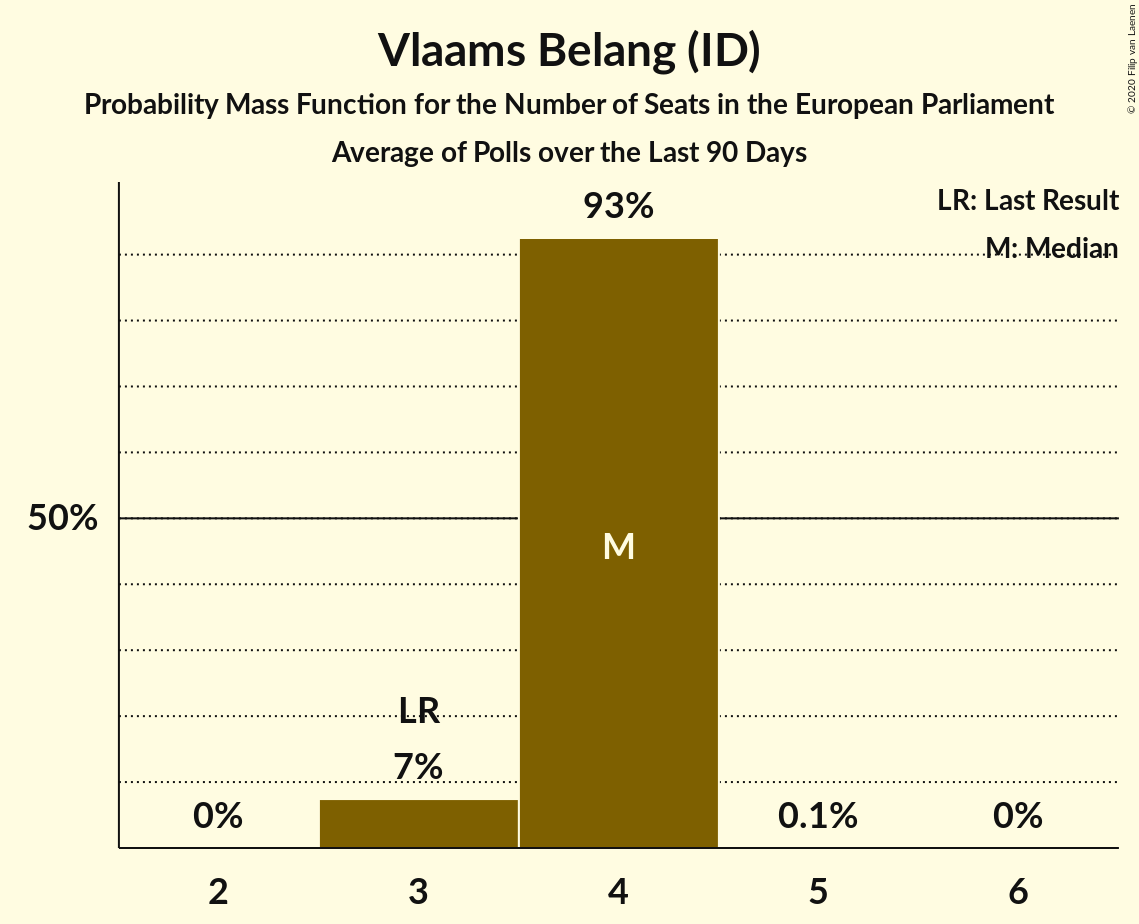 Vlaams Belang (ID)
Probability Mass Function for the Number of Seats in the European Parliament
Average of Polls over the Last 90 Days
© 2020 Filip van Laenen
LR: Last Result
M: Median
93%
50%
M
LR
7%
0%
0.1%
0%
2
3
4
5
6